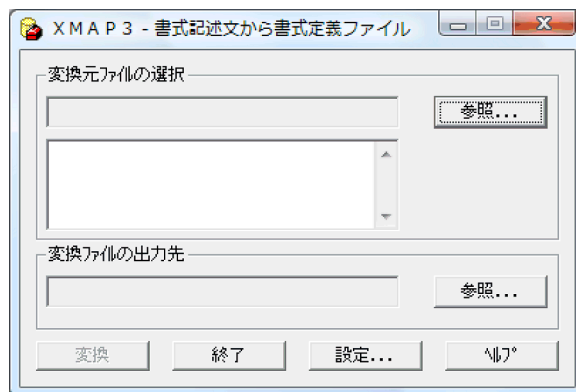 ＸＭＡＰ３－書式記述文から書式定義ファイル
変換元ﾌｧｲﾙの選択
参照...
変換ﾌｧｲﾙの出力先
参照...
変換 終了 設定... ﾍﾙﾌﾟ